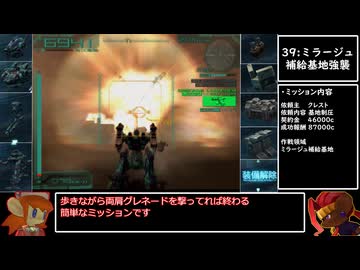 6941
39:ミラージュ
補給基地強襲
・ミッション内容
依頼主　クレスト
依頼内容 基地制圧
契約金　46000c
成功報酬 87000c
作戦領域
ミラージュ補給基地
装備解除
歩きながら両肩グレネードを撃ってれば終わる
簡単なミッションです